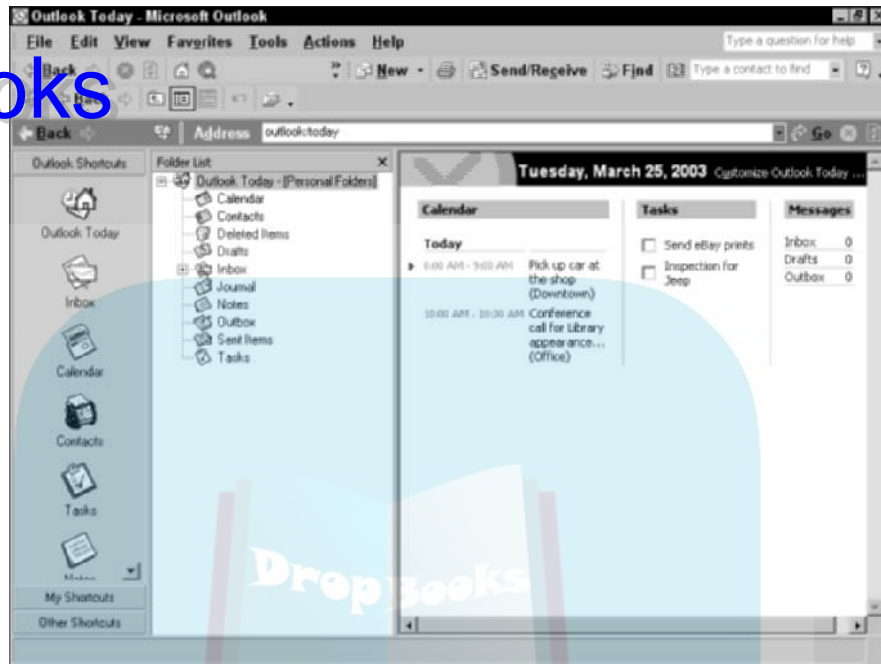 Outlook Today - Microsoft Outlook
File Edit View Favorites Tools Actions Help
Type a question for help
Back
New
Send/Receive
Find
Type a contact to find
oks
Back
Back
Address
outlook:today
Go
Outlook Shortcuts
Outlook Today
Inbox
Calendar
Contacts
Tasks
Notes
My Shortcuts
Other Shortcuts
Folder List
Outlook Today - [Personal Folders]
Calendar
Contacts
Deleted Items
Drafts
Inbox
Journal
Notes
Outbox
Sent Items
Tasks
Tuesday, March 25, 2003 Customize Outlook Today ...
Calendar
Today
8:00 AM - 9:00 AM Pick up car at
the shop
(Downtown)
10:00 AM - 10:30 AM Conference
call for Library
appearance...
(Office)
Tasks
Send eBay prints
Inspection for
Jeep
Messages
Inbox 0
Drafts 0
Outbox 0
DropBooks